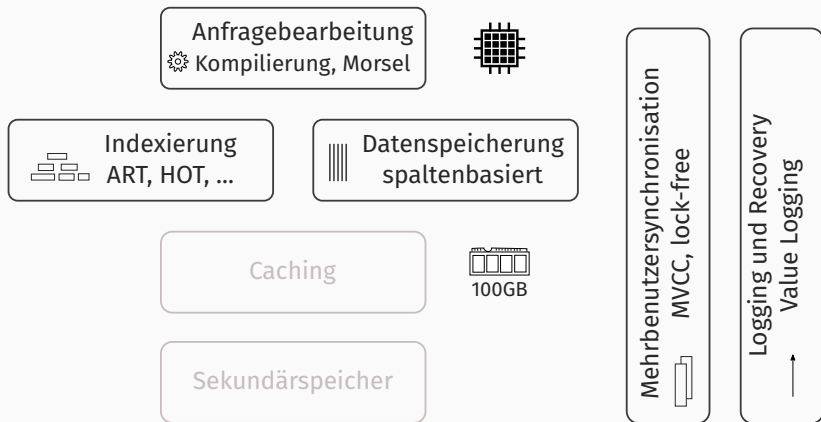 Anfragebearbeitung
Kompilierung, Morsel
Indexierung
ART, HOT, ...
Datenspeicherung
spaltenbasiert
Caching
100GB
Sekundärspeicher
Mehrbenutzersynchronisation
MVCC, lock-free
Logging und Recovery
Value Logging